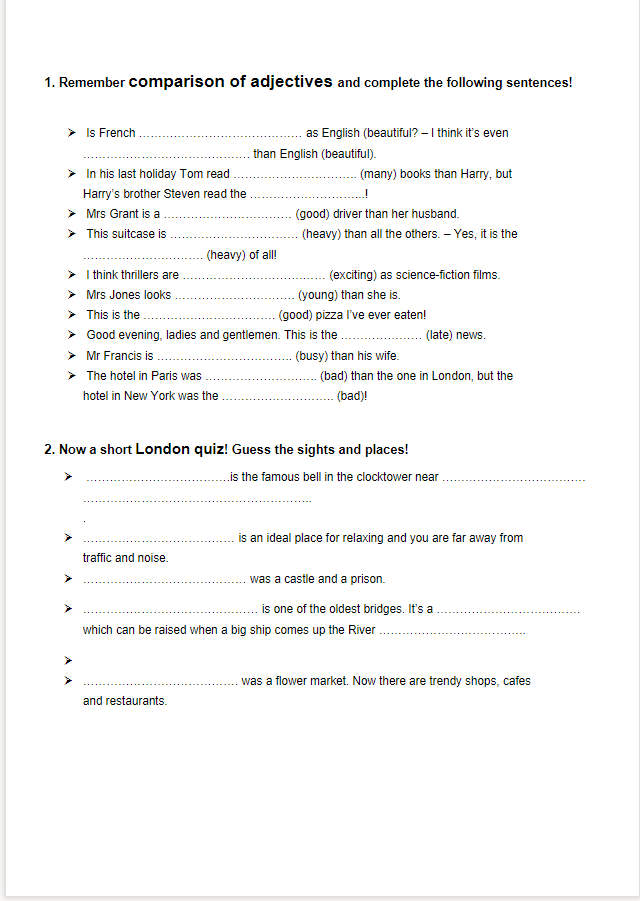 1. Remember comparison of adjectives and complete the following sentences!
➢ Is French …………………………………… as English (beautiful? – I think it's even
…………………………………… than English (beautiful).
➢ In his last holiday Tom read …………………………. (many) books than Harry, but
Harry's brother Steven read the ………………………..!
➢ Mrs Grant is a …………………………… (good) driver than her husband.
➢ This suitcase is …………………………… (heavy) than all the others. – Yes, it is the
………………………… (heavy) of all!
➢ I think thrillers are ……………………………… (exciting) as science-fiction films.
➢ Mrs Jones looks ………………………… (young) than she is.
➢ This is the …………………………… (good) pizza I've ever eaten!
➢ Good evening, ladies and gentlemen. This is the ………………… (late) news.
➢ Mr Francis is …………………………… (busy) than his wife.
➢ The hotel in Paris was ………………………. (bad) than the one in London, but the
hotel in New York was the ………………………. (bad)!
2. Now a short London quiz! Guess the sights and places!
➢ ……………………………….is the famous bell in the clocktower near ………………………………
…………………………………………………..
.
➢ ………………………………… is an ideal place for relaxing and you are far away from
traffic and noise.
➢ …………………………………… was a castle and a prison.
➢ ……………………………………… is one of the oldest bridges. It's a ………………………………
which can be raised when a big ship comes up the River ……………………………….
➢
➢ ………………………………… was a flower market. Now there are trendy shops, cafes
and restaurants.